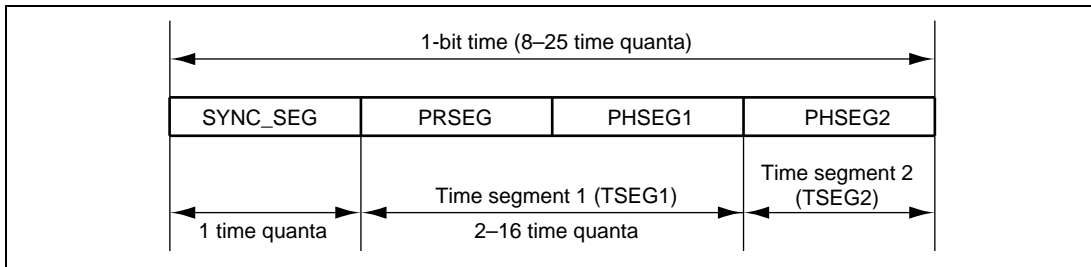 1-bit time (8–25 time quanta)
SYNC_SEG PRSEG PHSEG1 PHSEG2
Time segment 1 (TSEG1)
Time segment 2
(TSEG2)
1 time quanta
2–16 time quanta